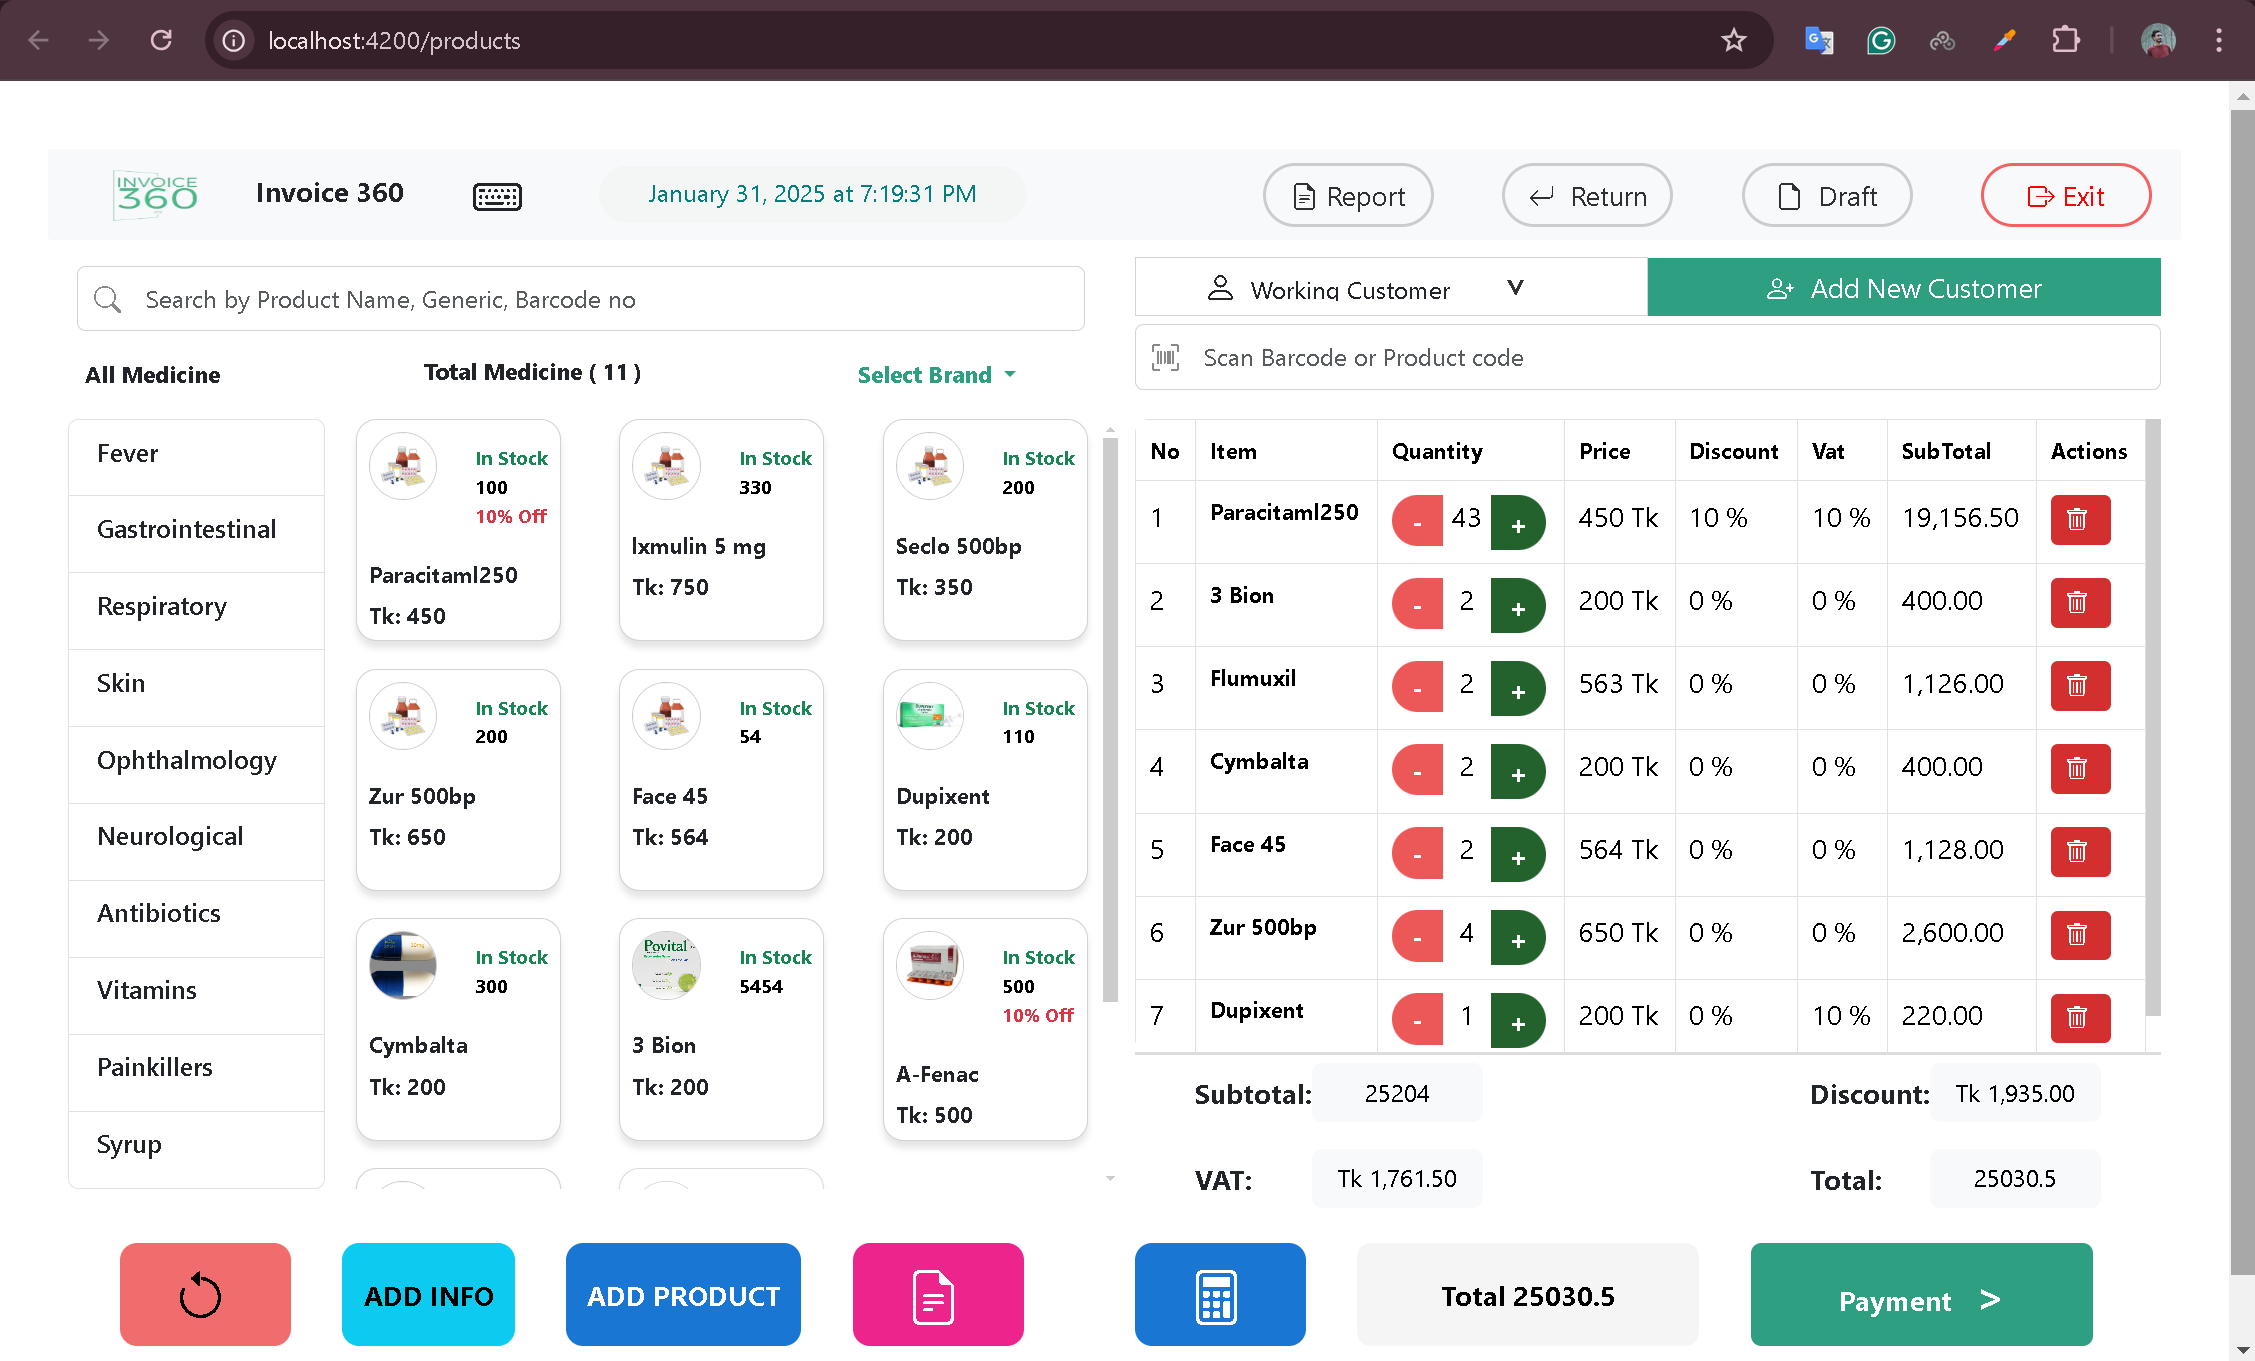 localhost:4200/products
INVOICE
360
Invoice 360
January 31, 2025 at 7:19:31 PM
Report
Return
Draft
Exit
Search by Product Name, Generic, Barcode no
Working Customer
V
Add New Customer
Scan Barcode or Product code
All Medicine
Total Medicine ( 11 )
Select Brand
Fever
Gastrointestinal
Respiratory
Skin
Ophthalmology
Neurological
Antibiotics
Vitamins
Painkillers
Syrup
In Stock
100
10% Off
Paracitaml250
Tk: 450
In Stock
330
lxmulin 5 mg
Tk: 750
In Stock
200
Seclo 500bp
Tk: 350
In Stock
200
Zur 500bp
Tk: 650
In Stock
54
Face 45
Tk: 564
In Stock
110
Dupixent
Tk: 200
In Stock
300
Cymbalta
Tk: 200
Povital
In Stock
5454
3 Bion
Tk: 200
In Stock
500
10% Off
A-Fenac
Tk: 500
No Item Quantity Price Discount Vat SubTotal Actions
1 Paracitaml250 - 43 + 450 Tk 10 % 10 % 19,156.50
2 3 Bion - 2 + 200 Tk 0 % 0 % 400.00
3 Flumuxil - 2 + 563 Tk 0 % 0 % 1,126.00
4 Cymbalta - 2 + 200 Tk 0 % 0 % 400.00
5 Face 45 - 2 + 564 Tk 0 % 0 % 1,128.00
6 Zur 500bp - 4 + 650 Tk 0 % 0 % 2,600.00
7 Dupixent - 1 + 200 Tk 0 % 10 % 220.00
Subtotal: 25204
Discount: Tk 1,935.00
VAT: Tk 1,761.50
Total: 25030.5
ADD INFO
ADD PRODUCT
Total 25030.5
Payment >